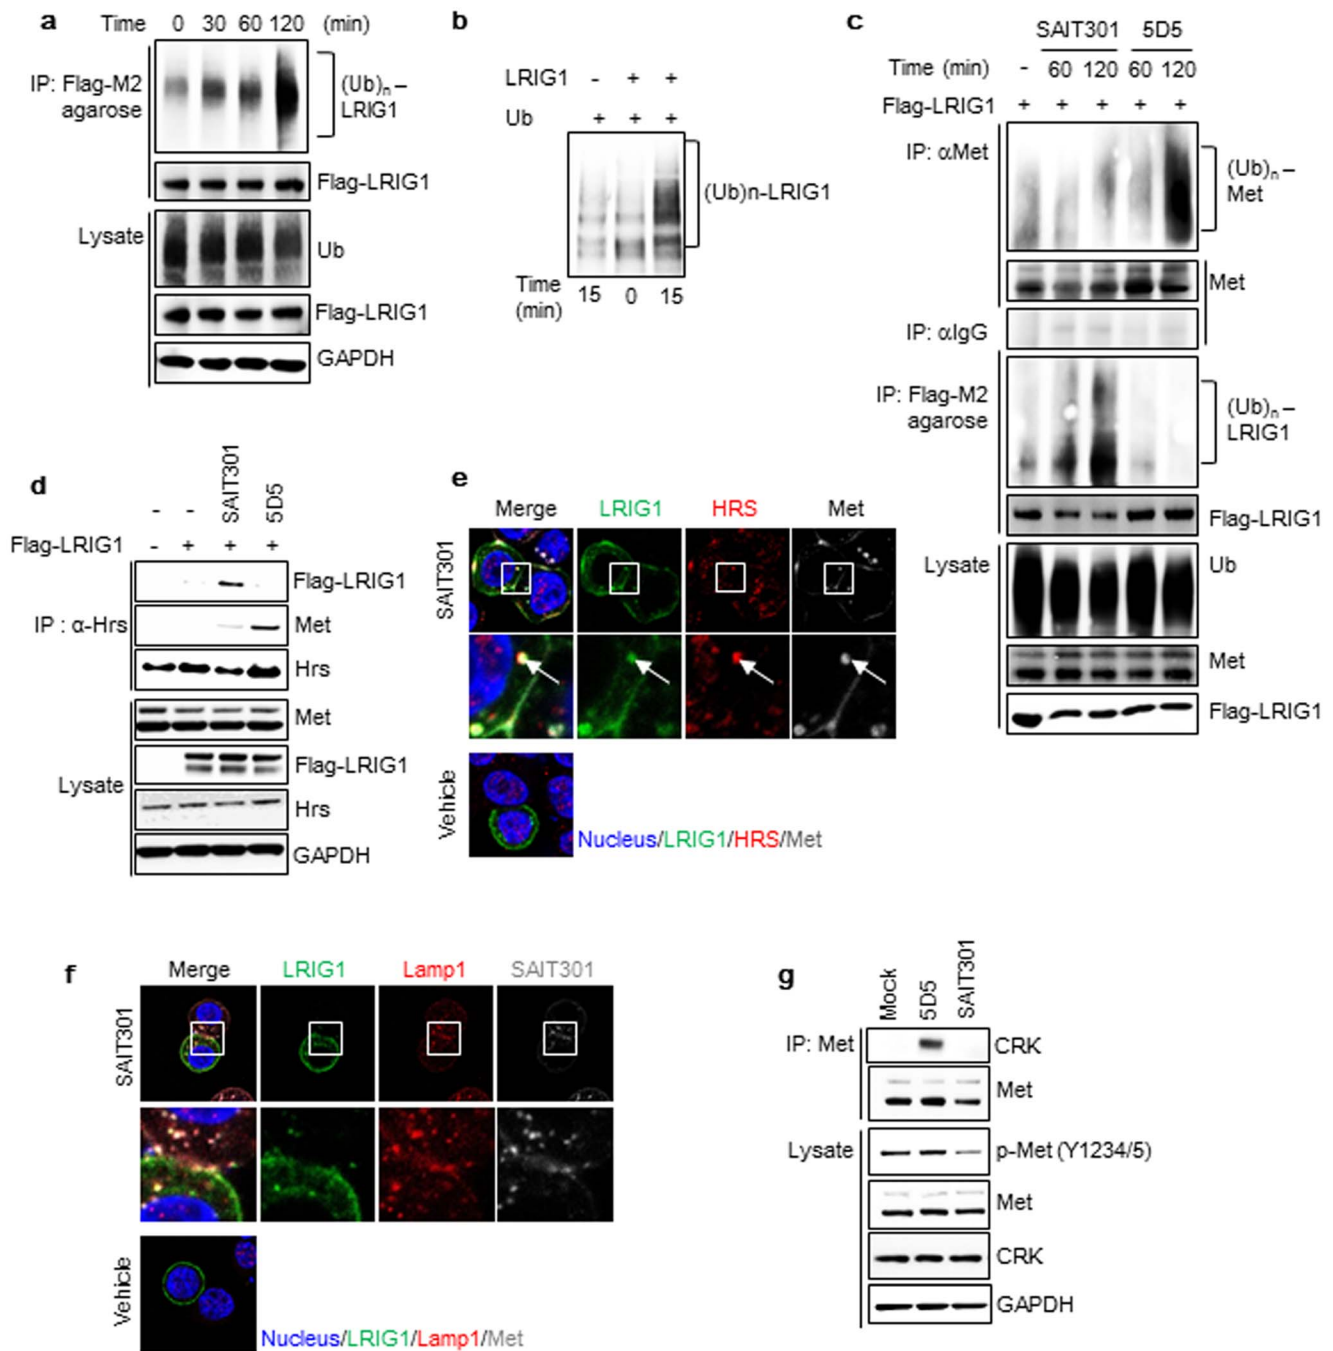 a
Time 0 30 60 120 (min)
IP: Flag-M2
agarose
(Ub)n –
LRIG1
Flag-LRIG1
Lysate
Ub
Flag-LRIG1
GAPDH
b
LRIG1 - + +
Ub + + +
(Ub)n-LRIG1
Time
(min)
15 0 15
c
SAIT301 5D5
Time (min) - 60 120 60 120
Flag-LRIG1 + + + + +
IP: αMet
(Ub)n –
Met
Met
IP: αIgG
IP: Flag-M2
agarose
(Ub)n –
LRIG1
Flag-LRIG1
Lysate
Ub
Met
Flag-LRIG1
d
- - SAIT301 5D5
Flag-LRIG1 - + + +
Flag-LRIG1
IP : α-Hrs
Met
Hrs
Met
Flag-LRIG1
Lysate
Hrs
GAPDH
e
Merge LRIG1 HRS Met
SAIT301
Vehicle
Nucleus/LRIG1/HRS/Met
f
Merge LRIG1 Lamp1 SAIT301
SAIT301
Vehicle
Nucleus/LRIG1/Lamp1/Met
g
Mock 5D5 SAIT301
IP: Met
CRK
Met
Lysate
p-Met (Y1234/5)
Met
CRK
GAPDH